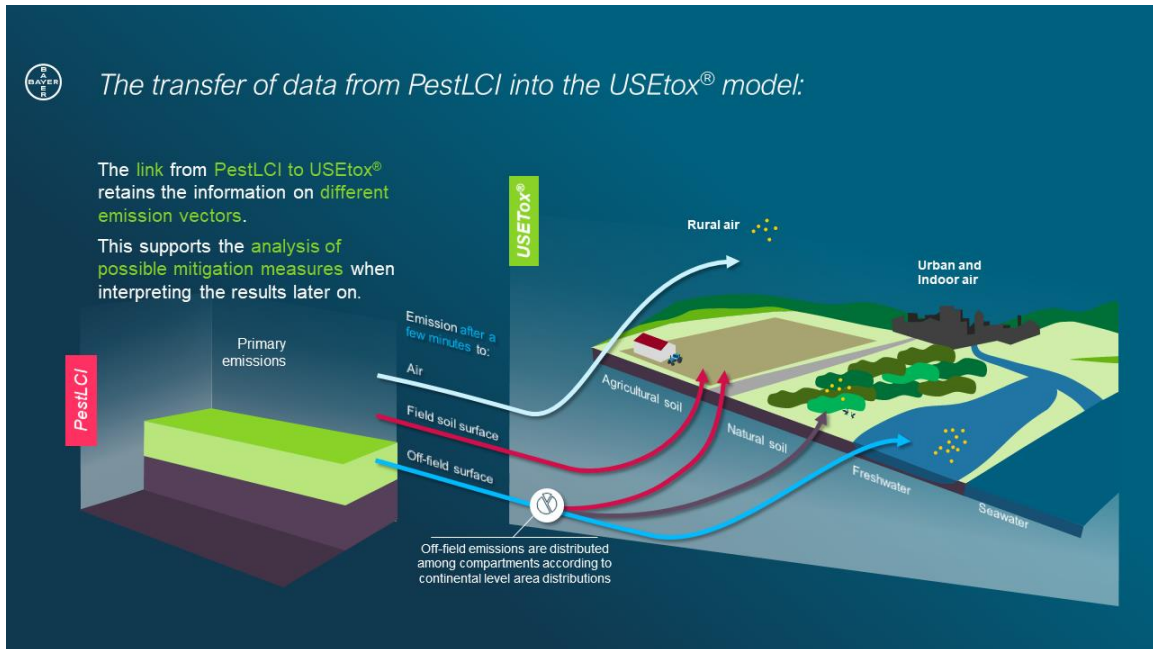 BAYER
BAYER
The transfer of data from PestLCI into the USEtox® model:
The link from PestLCI to USEtox®
retains the information on different
emission vectors.
This supports the analysis of
possible mitigation measures when
interpreting the results later on.
PestLCI
Primary
emissions
Emission after a
few minutes to:
Air
Field soil surface
Off-field surface
Off-field emissions are distributed
among compartments according to
continental level area distributions
USETox®
Rural air
Urban and
Indoor air
Agricultural soil
Natural soil
Freshwater
Seawater